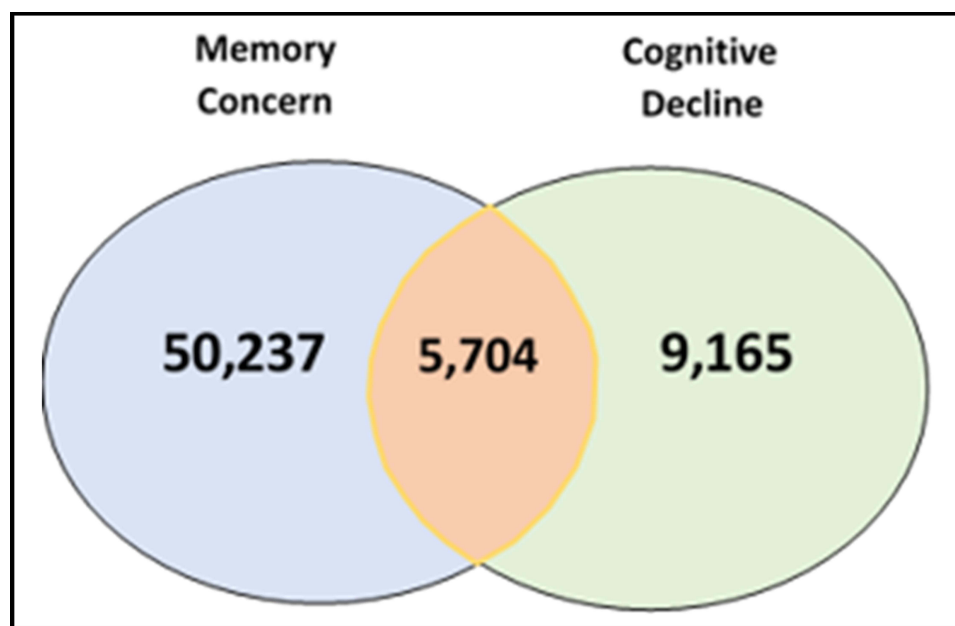 Memory
Concern
Cognitive
Decline
50,237
5,704
9,165